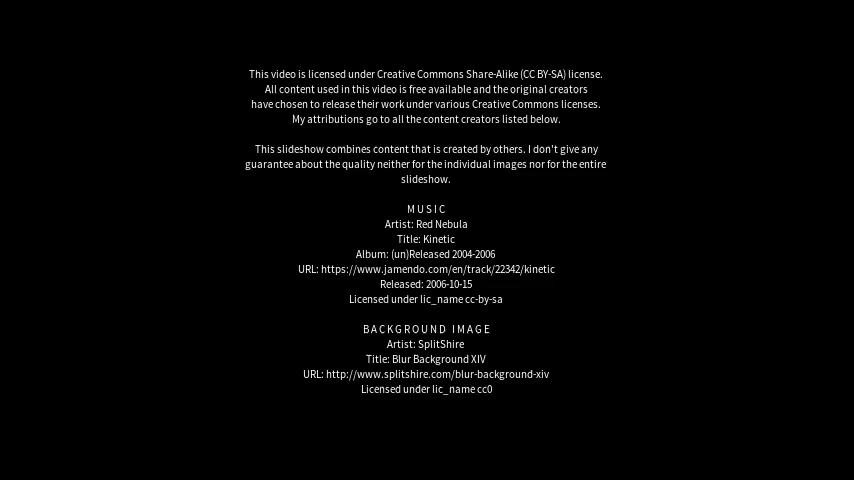 This video is licensed under Creative Commons Share-Alike (CC BY-SA) license.
All content used in this video is free available and the original creators
have chosen to release their work under various Creative Commons licenses.
My attributions go to all the content creators listed below.
This slideshow combines content that is created by others. I don't give any
guarantee about the quality neither for the individual images nor for the entire
slideshow.
MUSIC
Artist: Red Nebula
Title: Kinetic
Album: (un)Released 2004-2006
URL: https://www.jamendo.com/en/track/22342/kinetic
Released: 2006-10-15
Licensed under lic_name cc-by-sa
BACKGROUND IMAGE
Artist: SplitShire
Title: Blur Background XIV
URL: http://www.splitshire.com/blur-background-xiv
Licensed under lic_name cc0